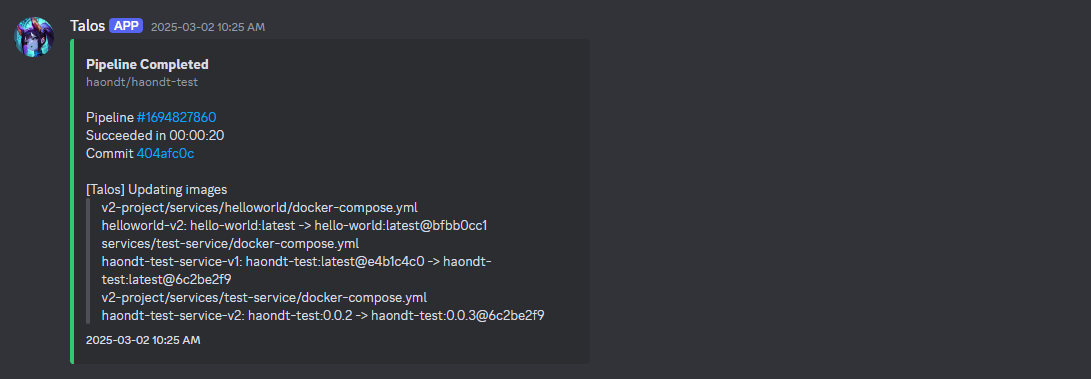 Talos APP 2025-03-02 10:25 AM
Pipeline Completed
haondt/haondt-test
Pipeline #1694827860
Succeeded in 00:00:20
Commit 404afc0c
[Talos] Updating images
v2-project/services/helloworld/docker-compose.yml
helloworld-v2: hello-world:latest -> hello-world:latest@bfbb0cc1
services/test-service/docker-compose.yml
haondt-test-service-v1: haondt-test:latest@e4b1c4c0 -> haondt-
test:latest@6c2be2f9
v2-project/services/test-service/docker-compose.yml
haondt-test-service-v2: haondt-test:0.0.2 -> haondt-test:0.0.3@6c2be2f9
2025-03-02 10:25 AM